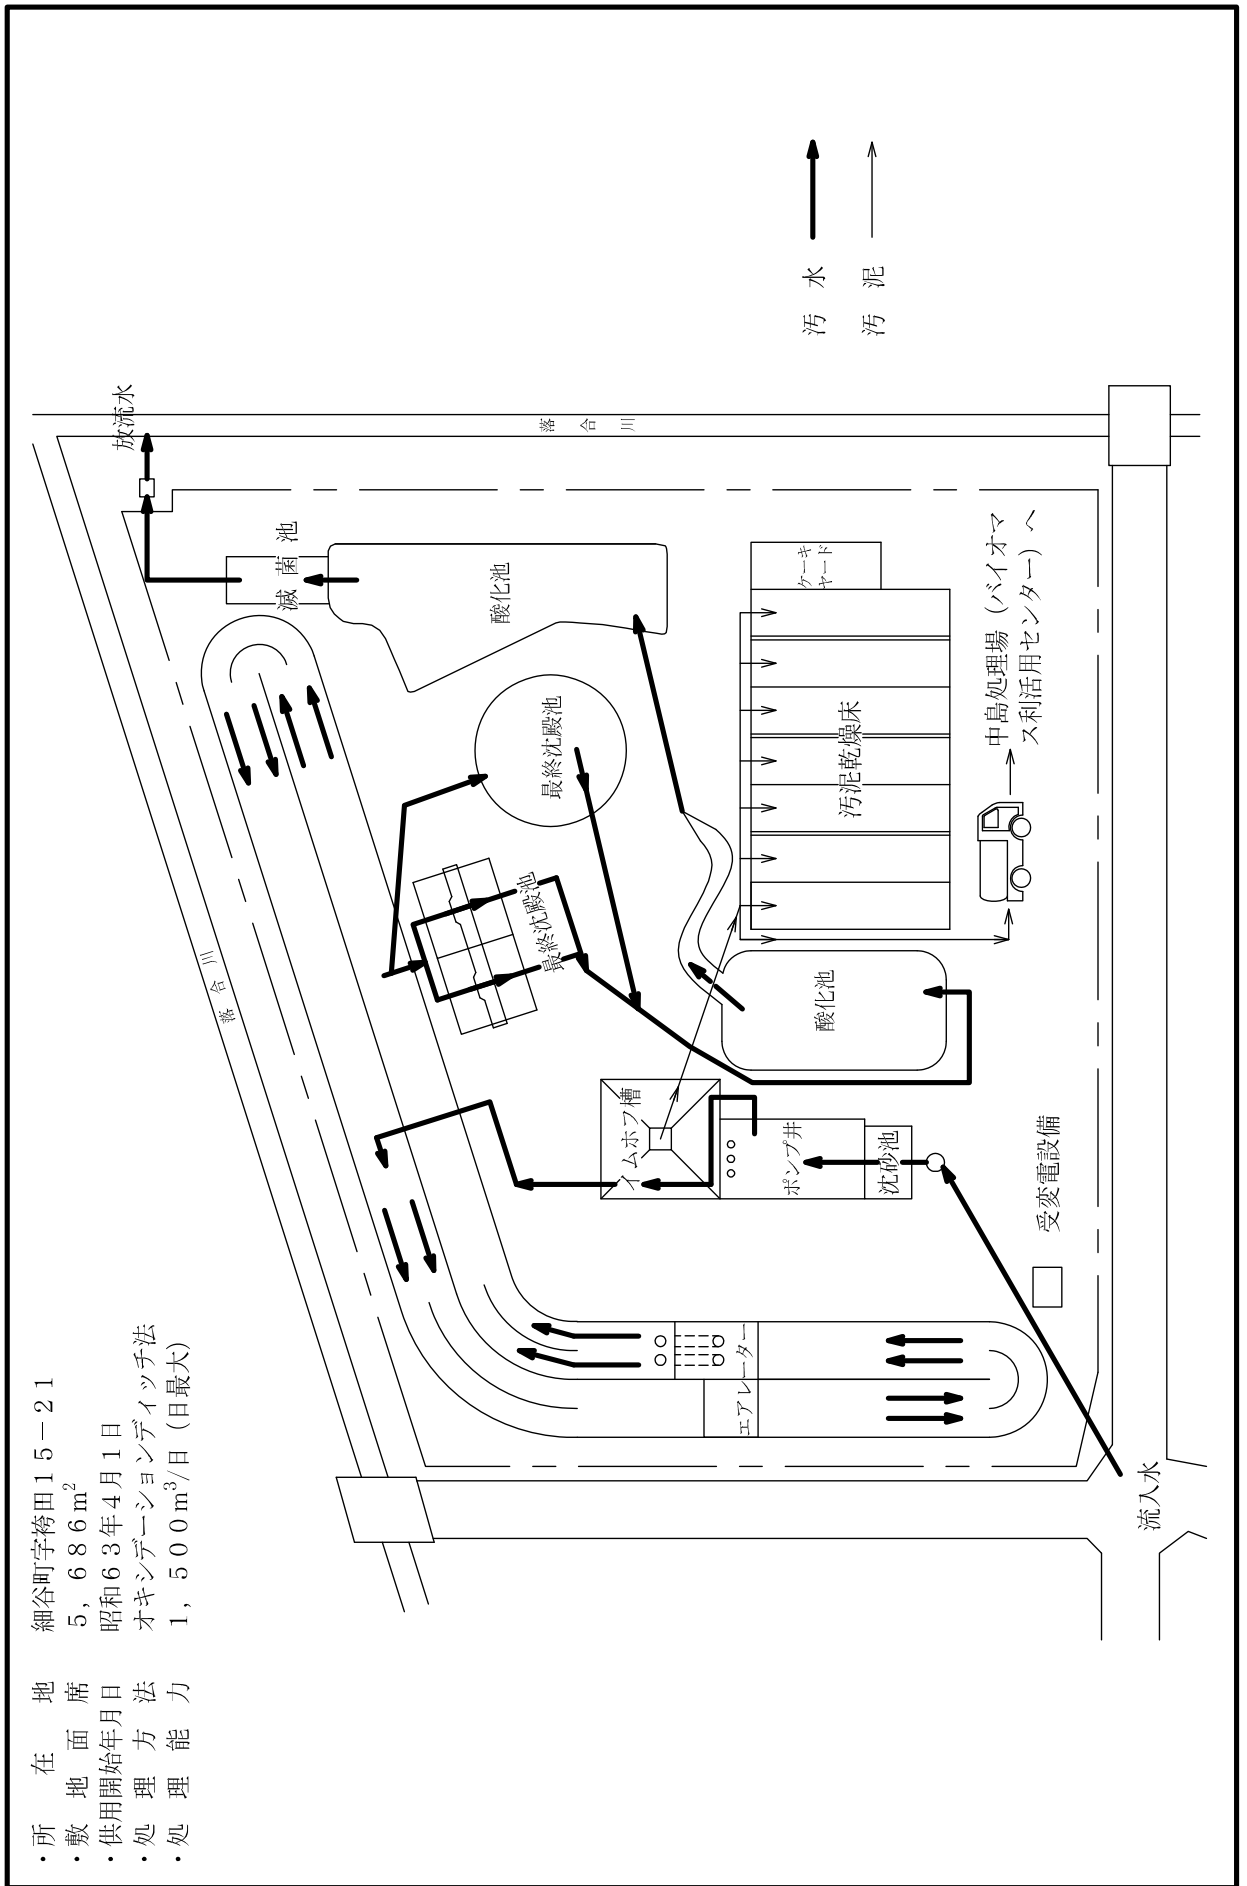 ・所在地 細谷町字袴田１５－２１
・敷地面席 ５，６８６ｍ²
・供用開始年月日 昭和６３年４月１日
・処理方法 オキシデーションディッチ法
・処理能力 １，５００ｍ³/日（日最大）
落合川
放流水
滅菌池
酸化池
落合川
最終沈殿池
最終沈殿池
イムホフ槽
ポンプ井
沈砂池
酸化池
汚泥乾燥床
ケーキ
ヤード
中島処理場（バイオマ
ス利活用センター）へ
エアレーター
受変電設備
流入水
汚水
汚泥